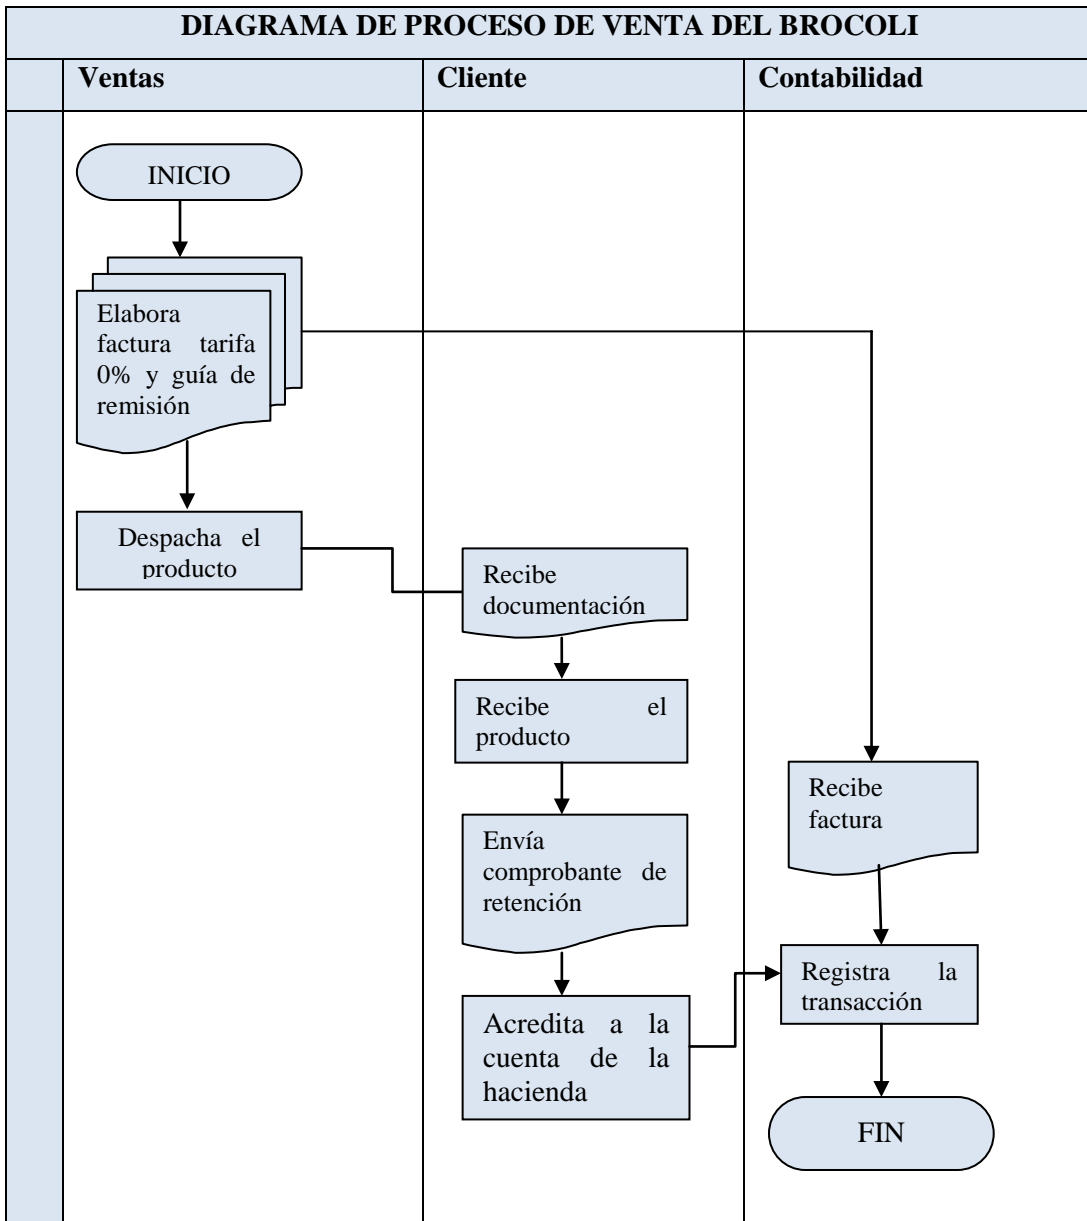 DIAGRAMA DE PROCESO DE VENTA DEL BROCOLI
Ventas
Cliente
Contabilidad
INICIO
Elabora
factura tarifa
0% y guía de
remisión
Despacha el
producto
Recibe
documentación
Recibe el
producto
Envía
comprobante de
retención
Acredita a la
cuenta de la
hacienda
Recibe
factura
Registra la
transacción
FIN